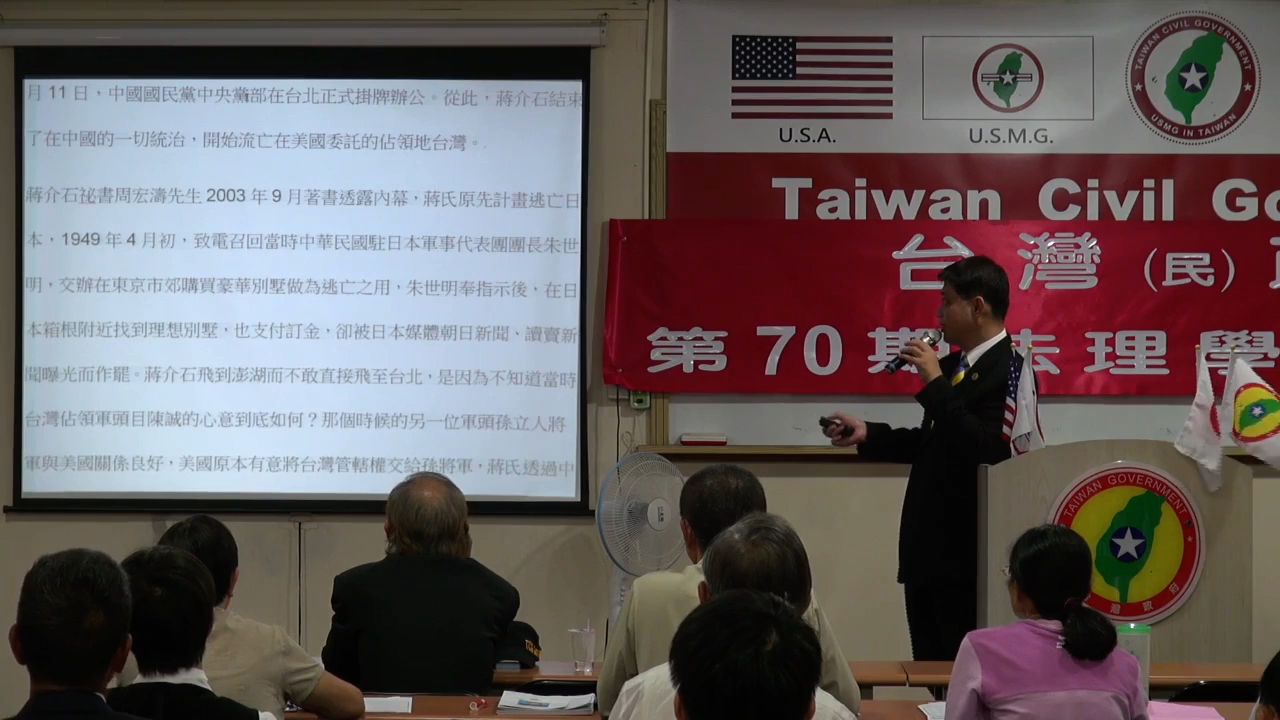 月 11 日，中國國民黨中央黨部在台北正式掛牌辦公。從此，蔣介石結束
了在中國的一切統治，開始流亡在美國委託的佔領地台灣。
蔣介石祕書周宏濤先生 2003 年 9 月著書透露內幕，蔣氏原先計畫逃亡日
本，1949 年 4 月初，致電召回當時中華民國駐日本軍事代表團團長朱世
明，交辦在東京市郊購買豪華別墅做為逃亡之用，朱世明奉指示後，在日
本箱根附近找到理想別墅，也支付訂金，卻被日本媒體朝日新聞、讀賣新
聞曝光而作罷。蔣介石飛到澎湖而不敢直接飛至台北，是因為不知道當時
台灣佔領軍頭目陳誠的心意到底如何？那個時候的另一位軍頭孫立人將
軍與美國關係良好，美國原本有意將台灣管轄權交給孫將軍，蔣氏透過中
U.S.A.
U.S.M.G.
TAIWAN CIVIL GOVERNMENT
USMG IN TAIWAN
Taiwan Civil Go
台灣（民）
第 70 期法理學
TAIWAN GOVERNMENT
灣政府